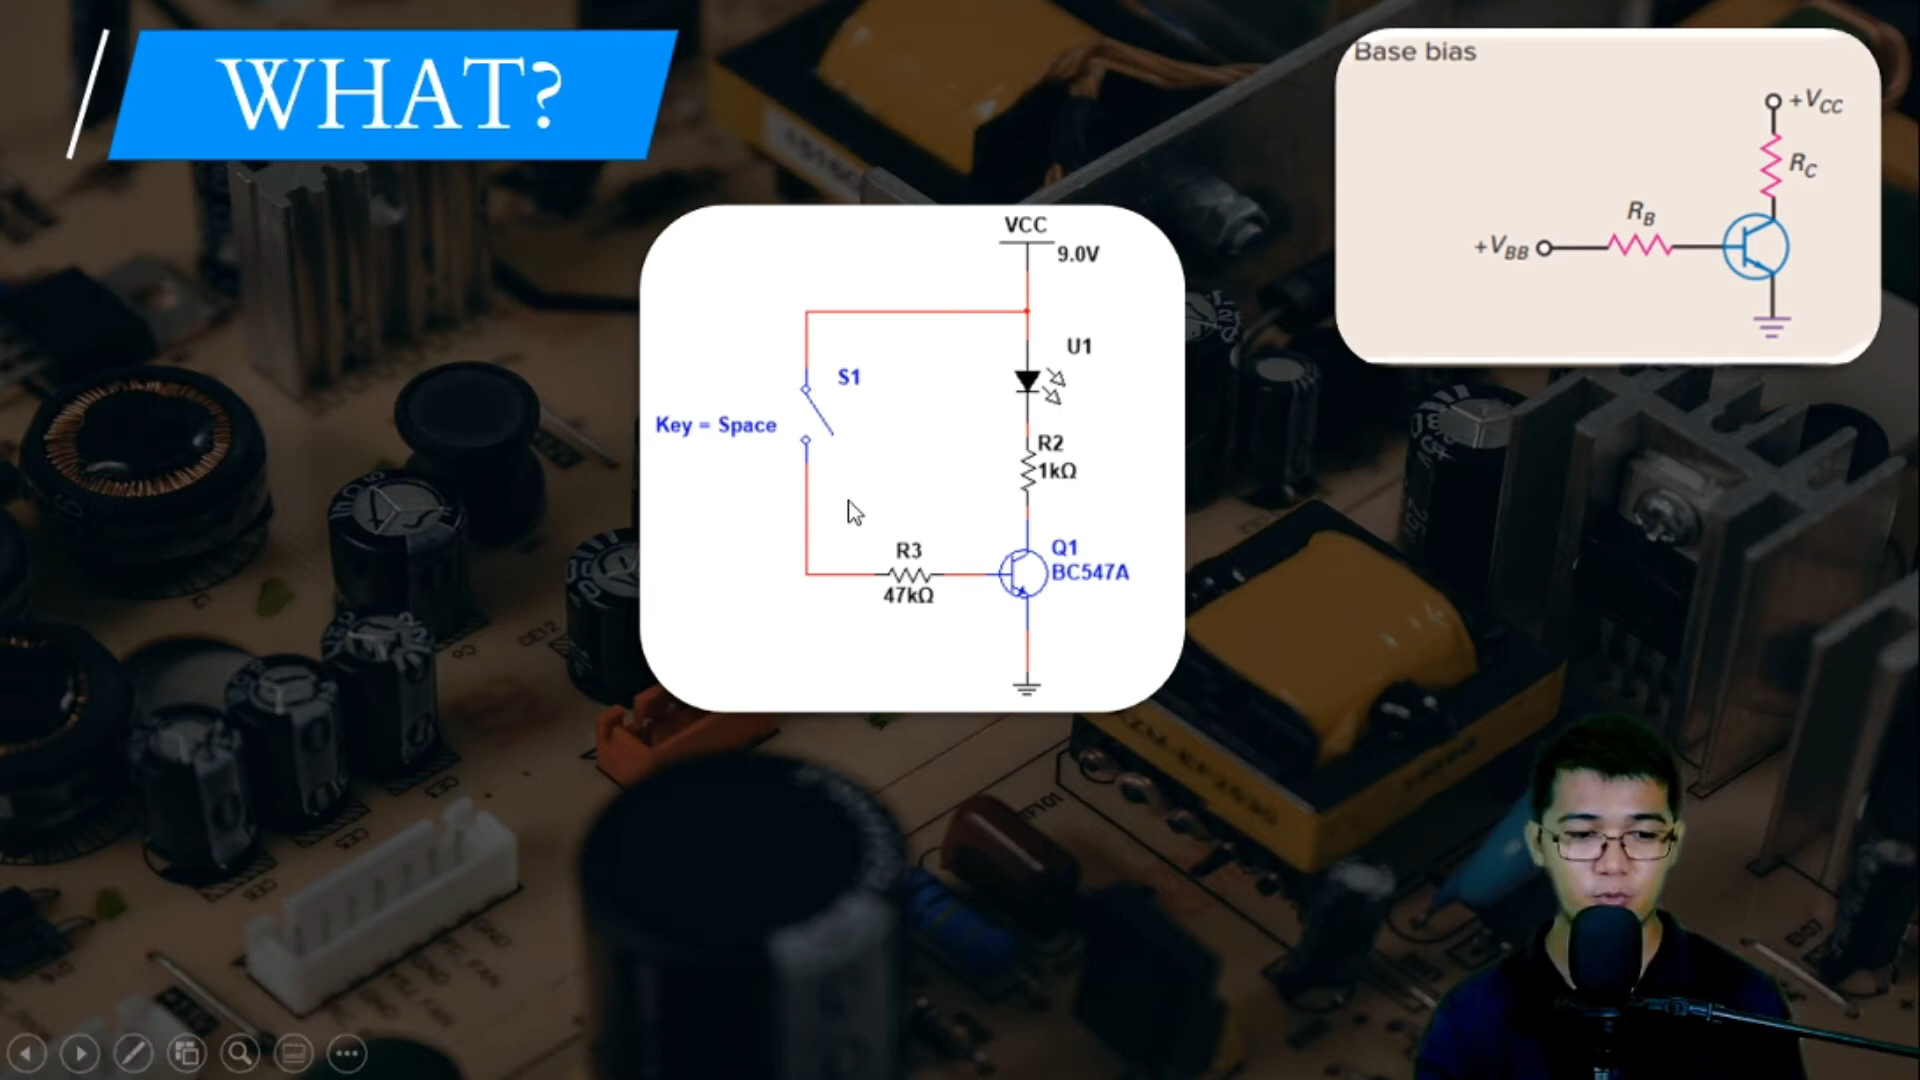 WHAT?
Base bias
+VCC
RC
RB
+VBB
VCC
9.0V
U1
S1
Key = Space
R2
1kΩ
R3
47kΩ
Q1
BC547A